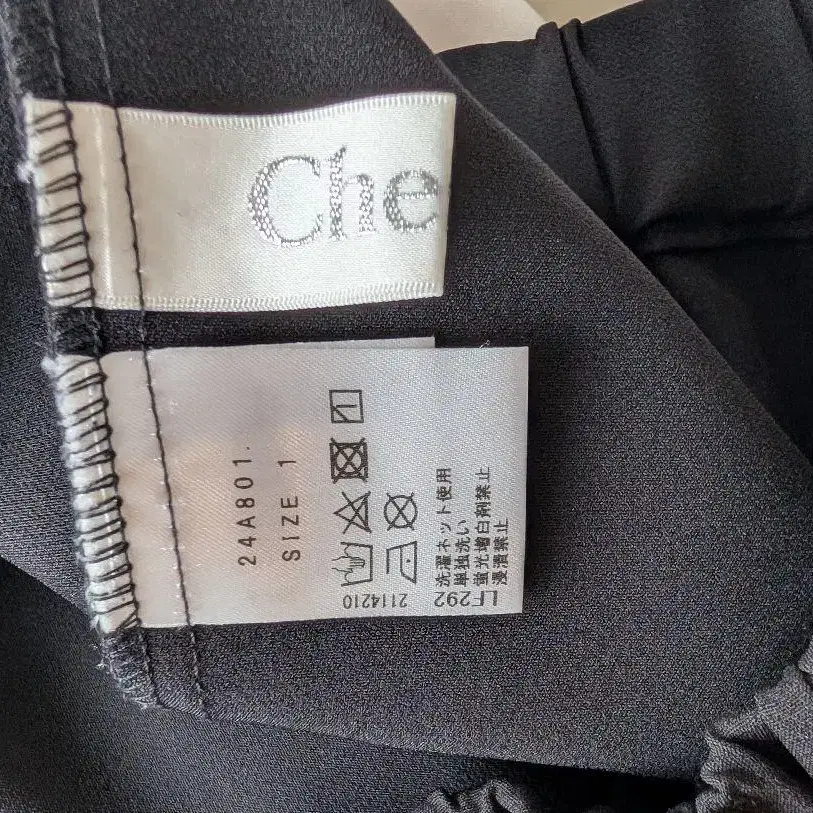 Che
24A801.
SIZE 1
2114210
洗濯ネット使用
単独洗い
蛍光増白剤禁止
浸漬禁止
LF292